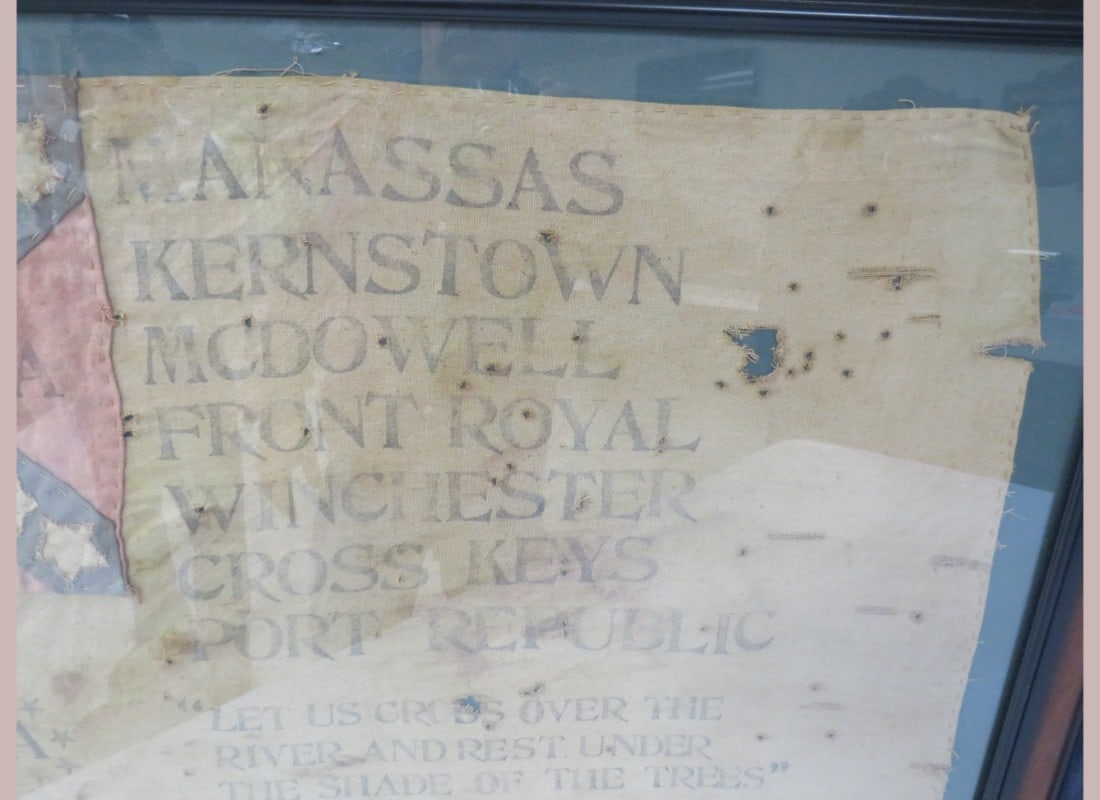 MANASSAS
KERNSTOWN
MCDOWELL
FRONT ROYAL
WINCHESTER
CROSS KEYS
PORT REPUBLIC
"LET US CROSS OVER THE
RIVER AND REST UNDER
THE SHADE OF THE TREES"
A
A